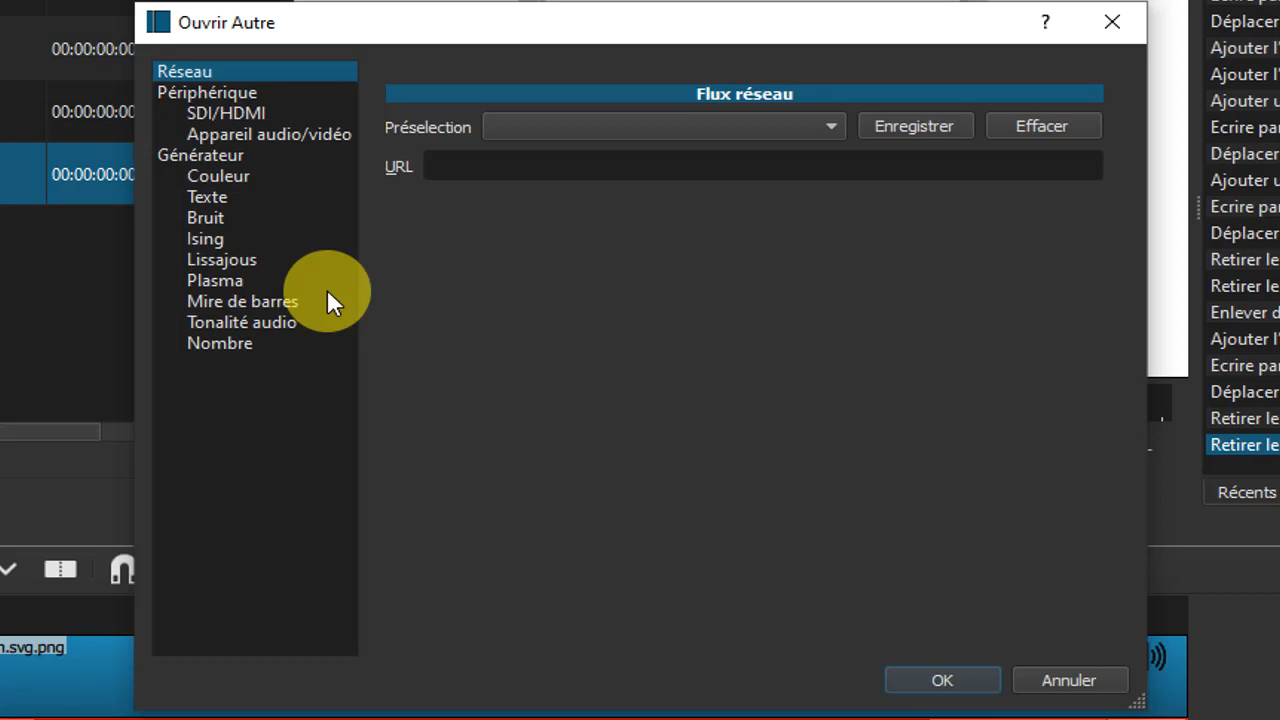 Ouvrir Autre
?
00:00:00:00
00:00:00:00
00:00:00:00
Réseau
Périphérique
SDI/HDMI
Appareil audio/vidéo
Générateur
Couleur
Texte
Bruit
Ising
Lissajous
Plasma
Mire de barres
Tonalité audio
Nombre
Flux réseau
Préselection
Enregistrer
Effacer
URL
OK
Annuler
Déplacer
Ajouter l'
Ajouter l'
Ajouter u
Ecrire pa
Déplacer
Ajouter u
Ecrire pa
Déplacer
Retirer le
Retirer le
Enlever d
Ajouter l'
Ecrire pa
Déplacer
Retirer le
Retirer le
Récents
n.svg.png